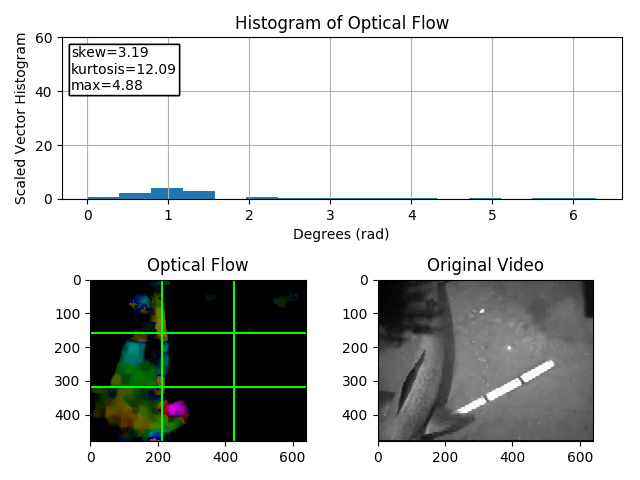 Histogram of Optical Flow
skew=3.19
kurtosis=12.09
max=4.88
Scaled Vector Histogram
60
40
20
0
0 1 2 3 4 5 6
Degrees (rad)
Optical Flow
0
100
200
300
400
0 200 400 600
Original Video
0
100
200
300
400
0 200 400 600